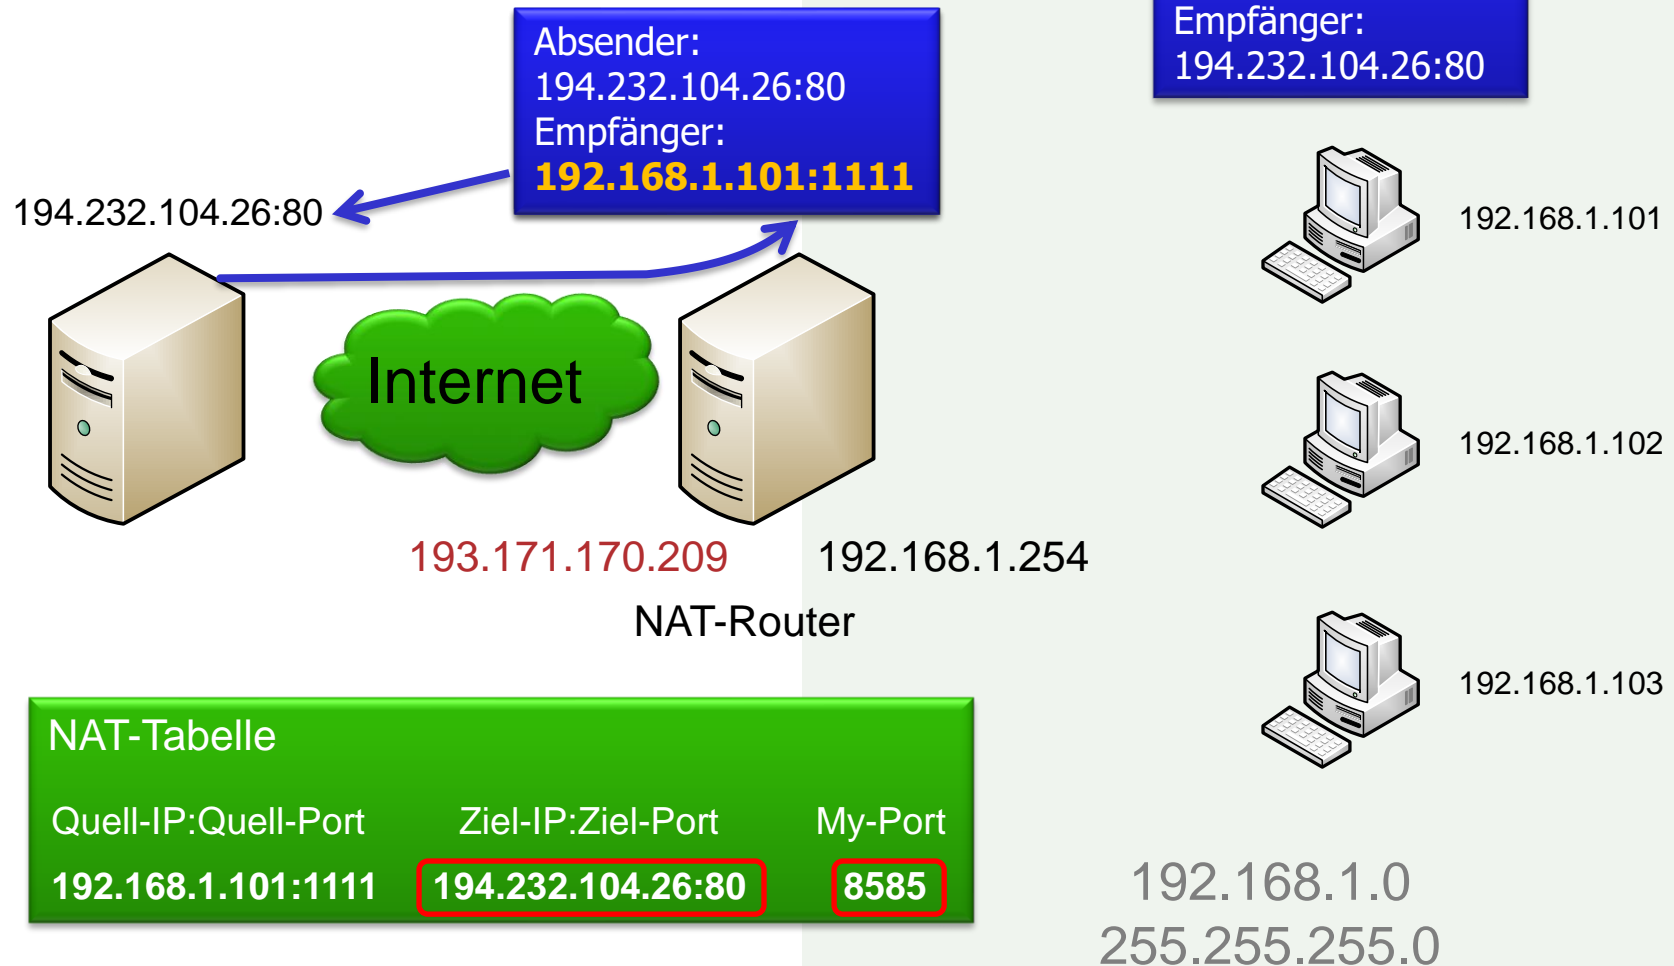 Absender:
194.232.104.26:80
Empfänger:
192.168.1.101:1111
Empfänger:
194.232.104.26:80
194.232.104.26:80
192.168.1.101
Internet
192.168.1.102
193.171.170.209
192.168.1.254
NAT-Router
192.168.1.103
NAT-Tabelle
Quell-IP:Quell-Port Ziel-IP:Ziel-Port My-Port
192.168.1.101:1111 194.232.104.26:80 8585
192.168.1.0
255.255.255.0